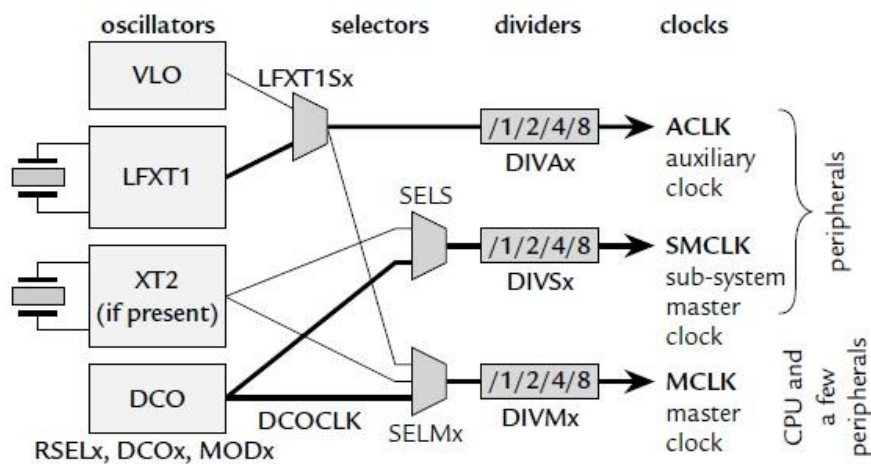 oscillators selectors dividers clocks
VLO
LFXT1Sx
/1/2/4/8
ACLK
auxiliary
clock
LFXT1
DIVAx
SELS
/1/2/4/8
SMCLK
sub-system
master
clock
peripherals
XT2
(if present)
DIVSx
DCO
DCOCLK
/1/2/4/8
MCLK
master
clock
SELMx
DIVMx
CPU and
a few
peripherals
RSELx, DCOx, MODx